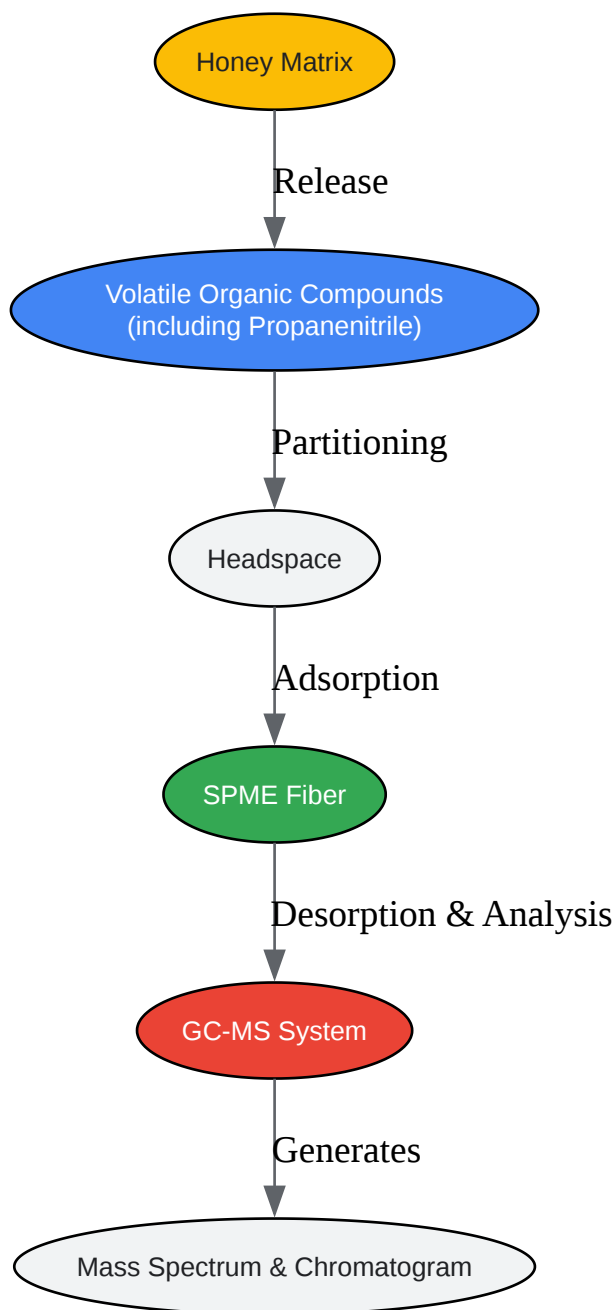 Honey Matrix
Release
Volatile Organic Compounds
(including Propanenitrile)
Partitioning
Headspace
Adsorption
SPME Fiber
Desorption & Analysis
GC-MS System
Generates
Mass Spectrum & Chromatogram